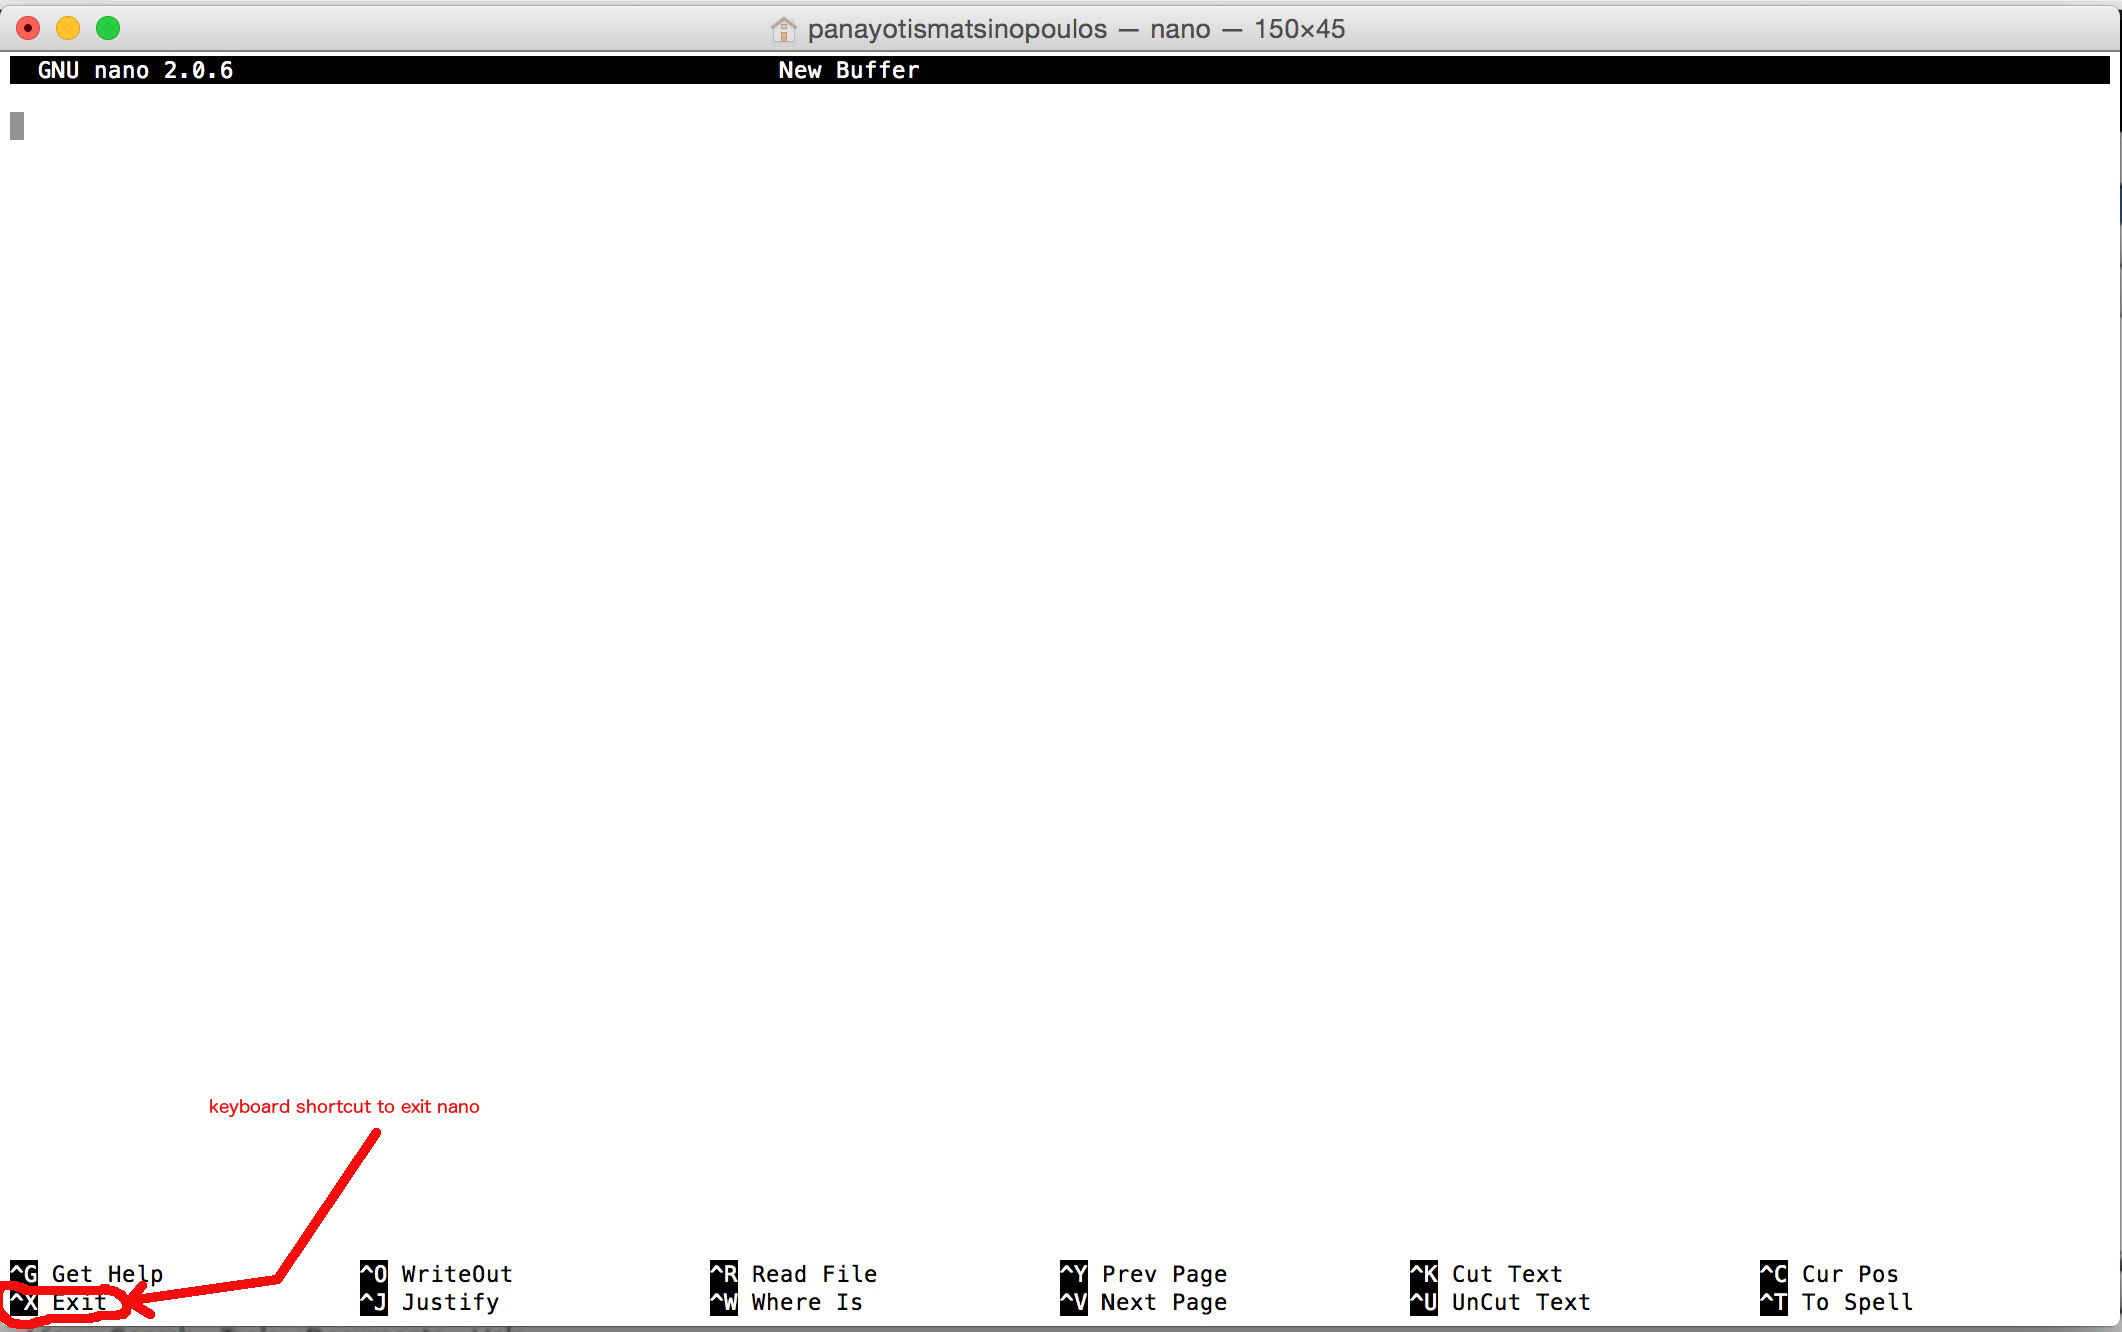 panayotismatsinopoulos — nano — 150×45
GNU nano 2.0.6 New Buffer
keyboard shortcut to exit nano
^G Get Help ^O WriteOut ^R Read File ^Y Prev Page ^K Cut Text ^C Cur Pos
^X Exit ^J Justify ^W Where Is ^V Next Page ^U UnCut Text ^T To Spell